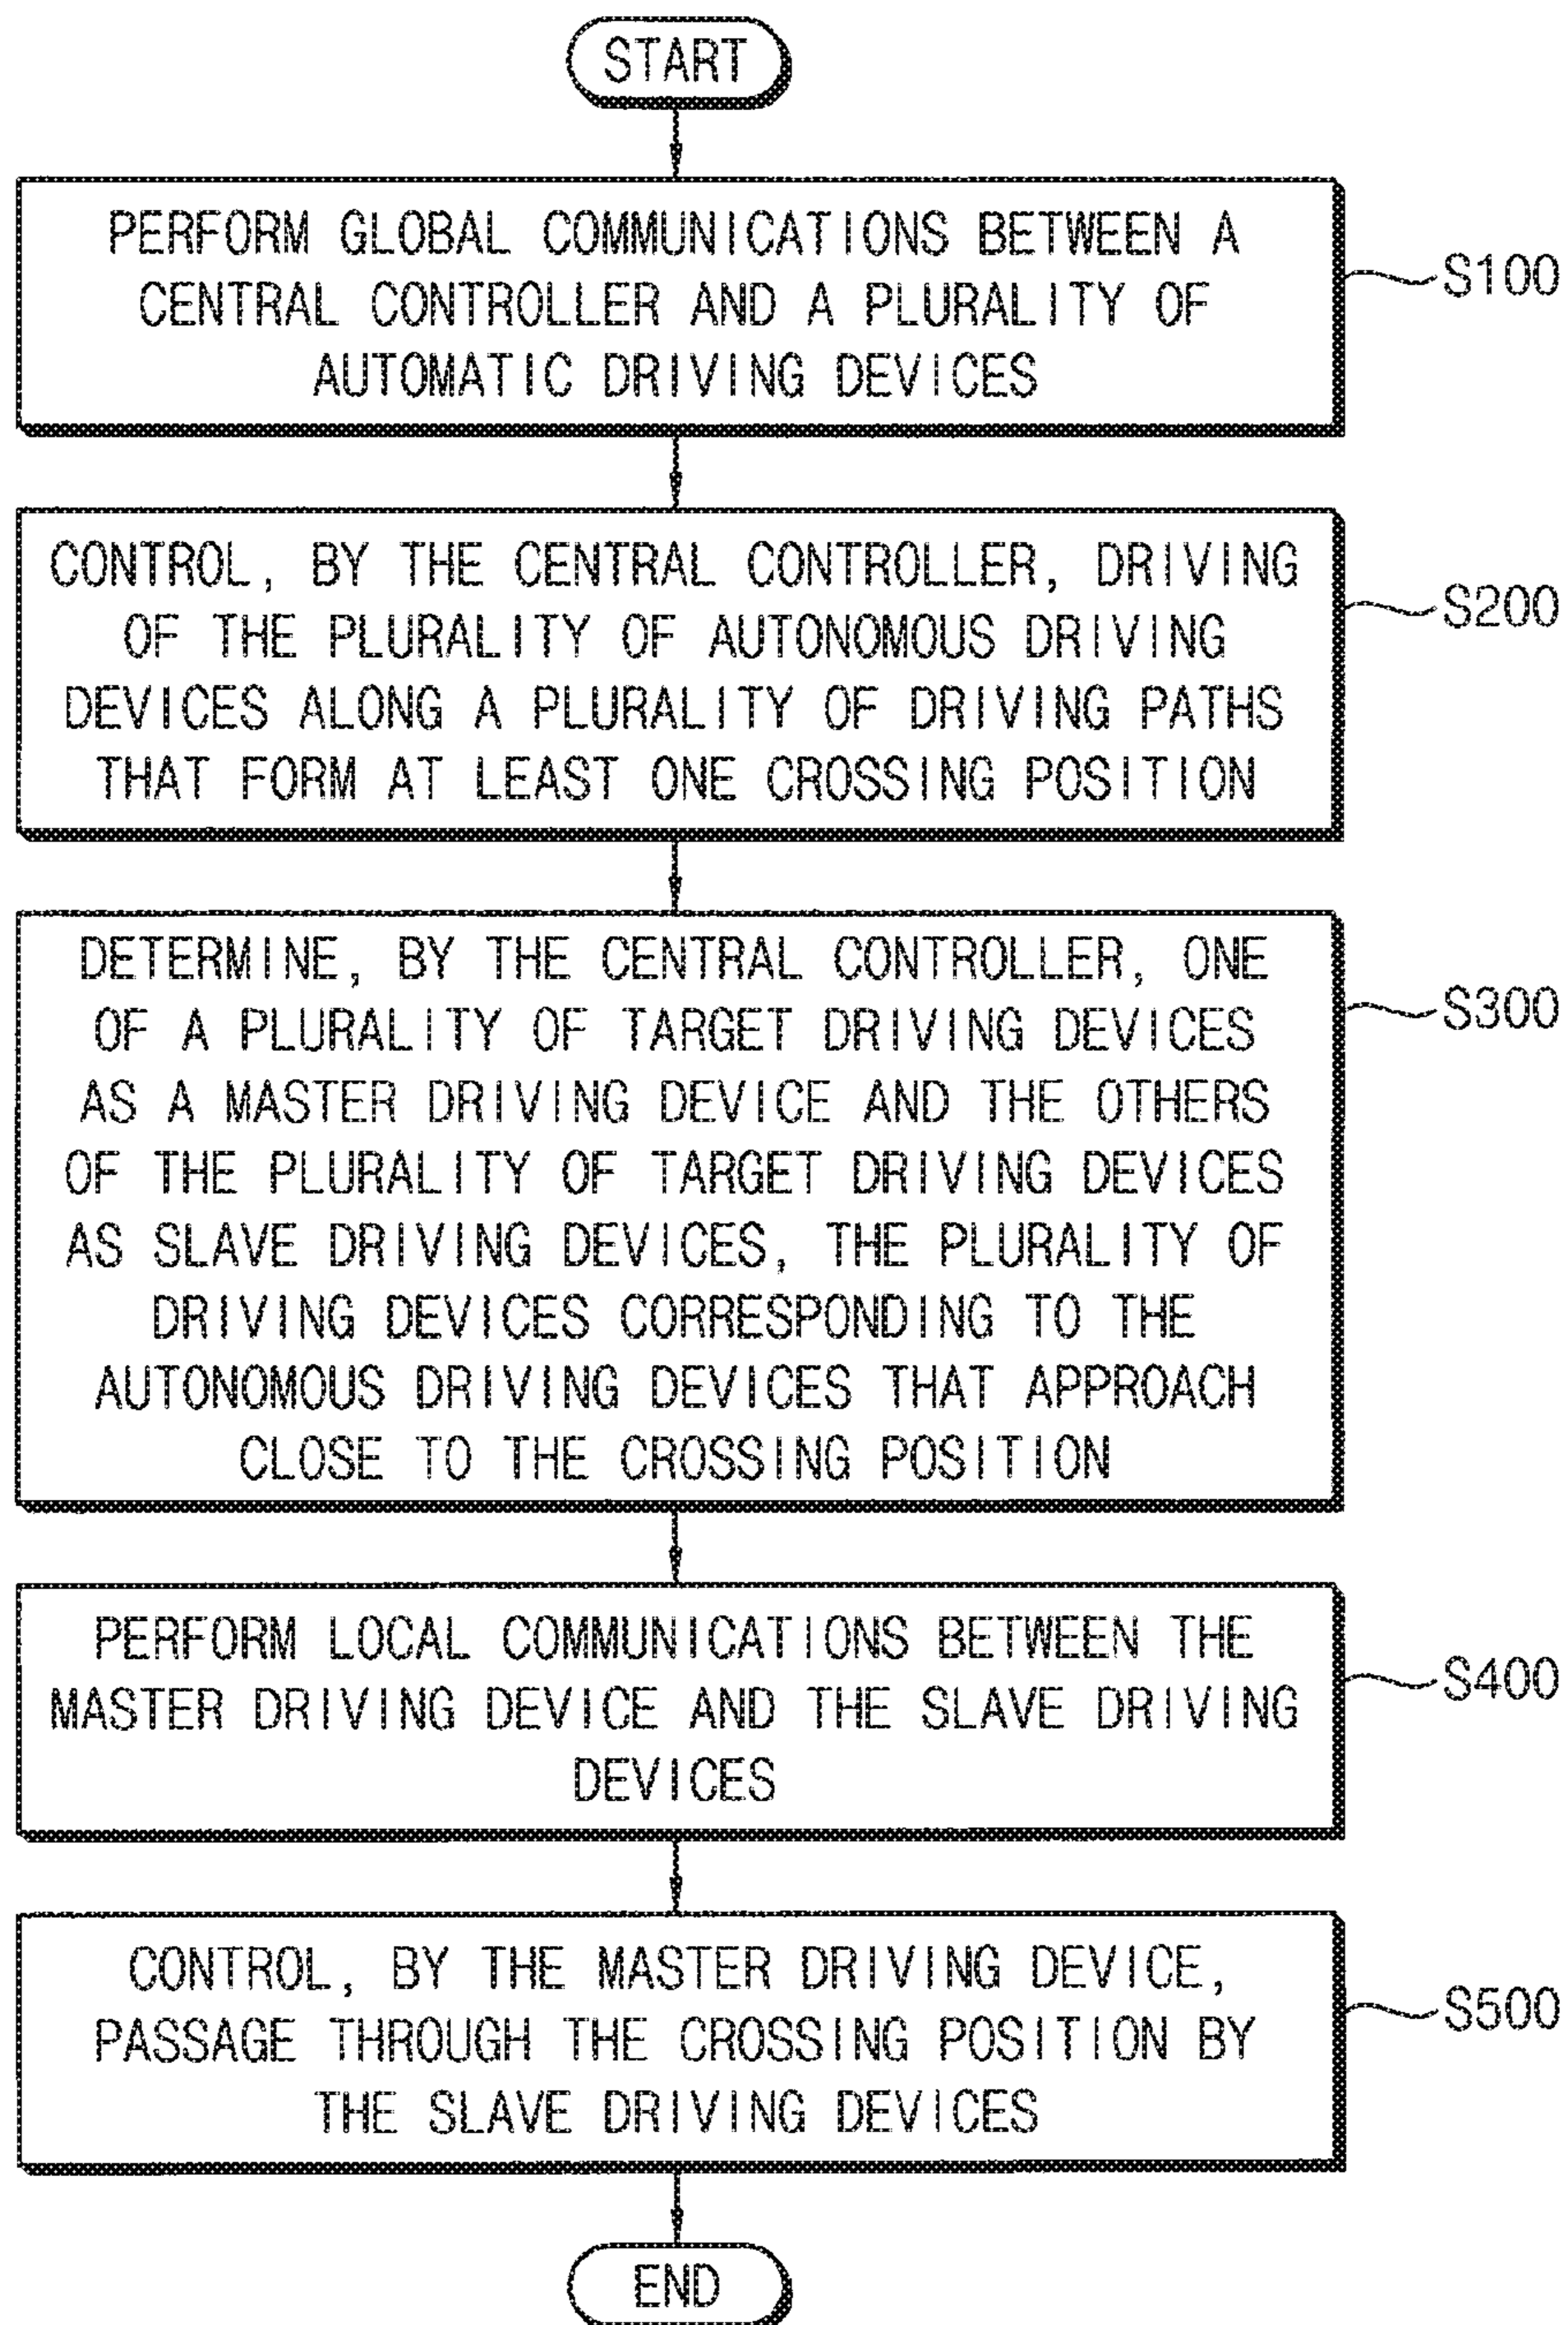 START
PERFORM GLOBAL COMMUNICATIONS BETWEEN A
CENTRAL CONTROLLER AND A PLURALITY OF
AUTOMATIC DRIVING DEVICES
S100
CONTROL, BY THE CENTRAL CONTROLLER, DRIVING
OF THE PLURALITY OF AUTONOMOUS DRIVING
DEVICES ALONG A PLURALITY OF DRIVING PATHS
THAT FORM AT LEAST ONE CROSSING POSITION
S200
DETERMINE, BY THE CENTRAL CONTROLLER, ONE
OF A PLURALITY OF TARGET DRIVING DEVICES
AS A MASTER DRIVING DEVICE AND THE OTHERS
OF THE PLURALITY OF TARGET DRIVING DEVICES
AS SLAVE DRIVING DEVICES, THE PLURALITY OF
DRIVING DEVICES CORRESPONDING TO THE
AUTONOMOUS DRIVING DEVICES THAT APPROACH
CLOSE TO THE CROSSING POSITION
S300
PERFORM LOCAL COMMUNICATIONS BETWEEN THE
MASTER DRIVING DEVICE AND THE SLAVE DRIVING
DEVICES
S400
CONTROL, BY THE MASTER DRIVING DEVICE,
PASSAGE THROUGH THE CROSSING POSITION BY
THE SLAVE DRIVING DEVICES
S500
END